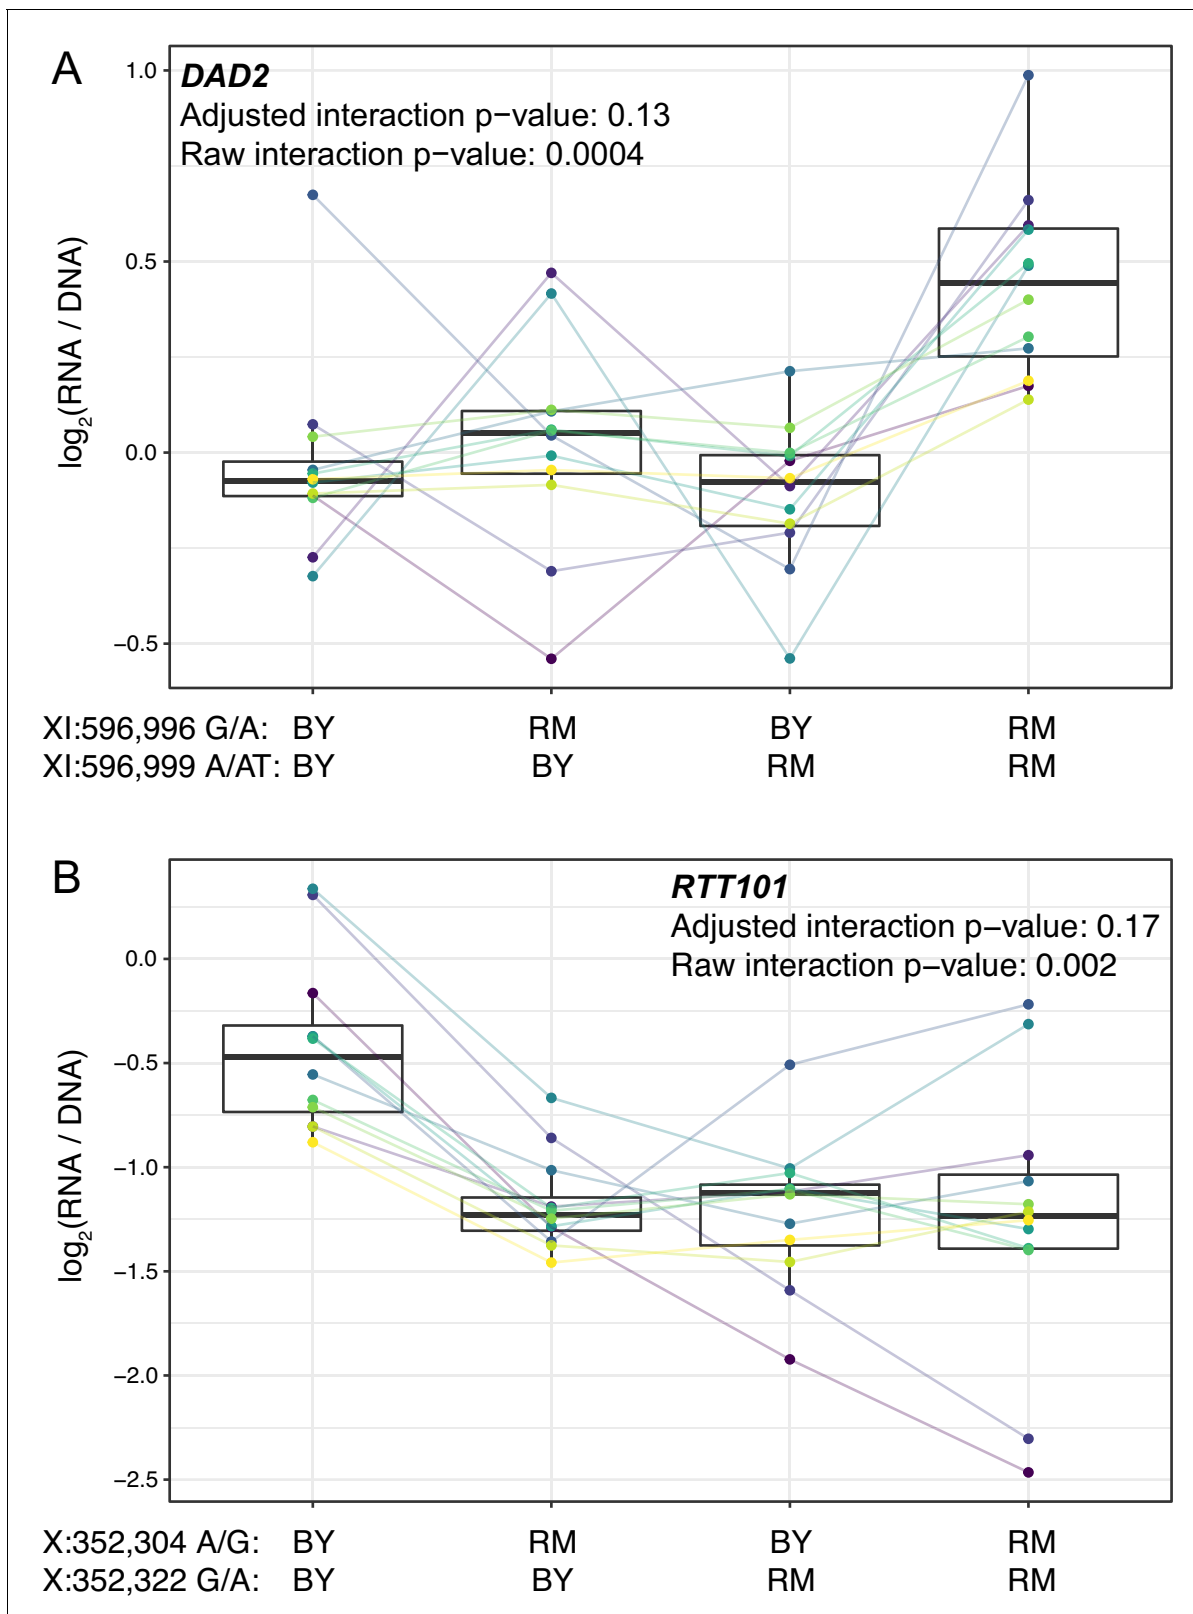 A
DAD2
Adjusted interaction p−value: 0.13
Raw interaction p−value: 0.0004
log2(RNA / DNA)
1.0
0.5
0.0
−0.5
XI:596,996 G/A: BY RM BY RM
XI:596,999 A/AT: BY BY RM RM
B
RTT101
Adjusted interaction p−value: 0.17
Raw interaction p−value: 0.002
log2(RNA / DNA)
0.0
−0.5
−1.0
−1.5
−2.0
−2.5
X:352,304 A/G: BY RM BY RM
X:352,322 G/A: BY BY RM RM